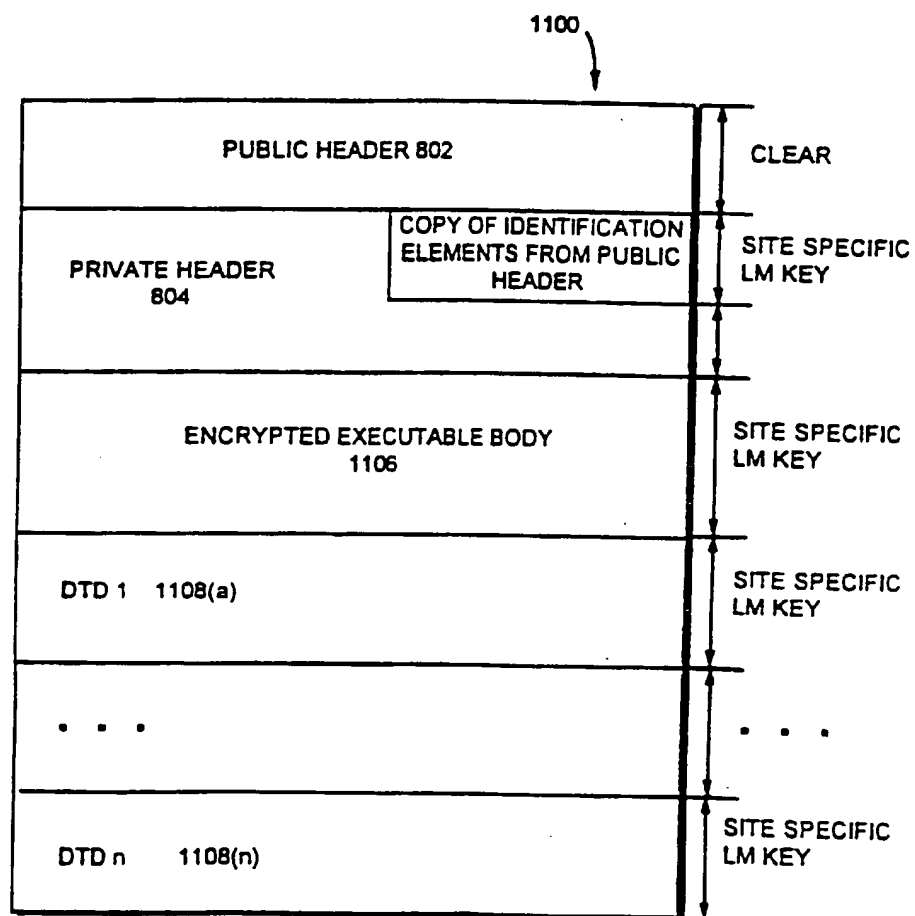 1100
PUBLIC HEADER 802
CLEAR
COPY OF IDENTIFICATION
ELEMENTS FROM PUBLIC
HEADER
PRIVATE HEADER
804
SITE SPECIFIC
LM KEY
ENCRYPTED EXECUTABLE BODY
1106
SITE SPECIFIC
LM KEY
DTD 1 1108(a)
SITE SPECIFIC
LM KEY
. . .
. . .
DTD n 1108(n)
SITE SPECIFIC
LM KEY